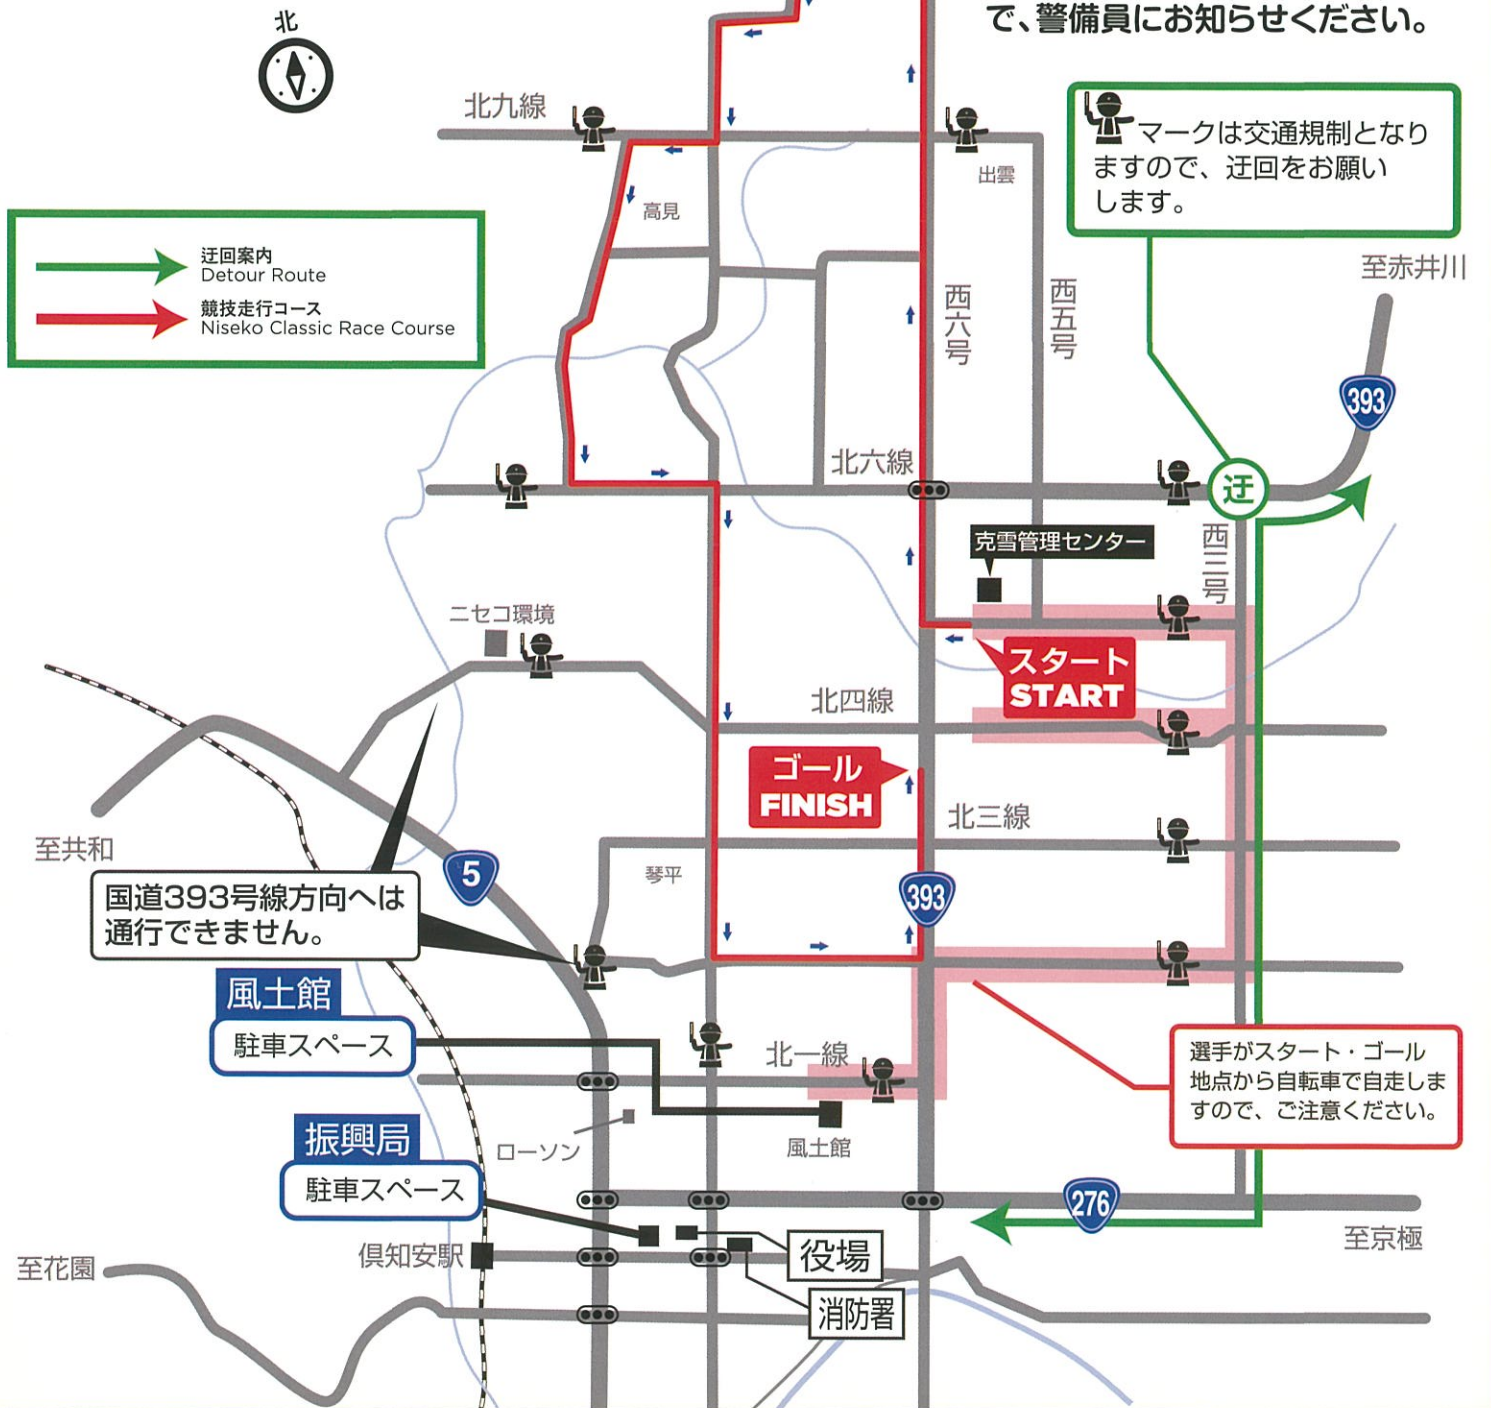 北
で、警備員にお知らせください。
北九線
マークは交通規制となり
ますので、迂回をお願い
します。
出雲
高見
迂回案内
Detour Route
競技走行コース
Niseko Classic Race Course
至赤井川
西六号
西五号
393
北六線
迂
克雪管理センター
西三号
ニセコ環境
スタート
START
北四線
ゴール
FINISH
北三線
至共和
5
琴平
393
国道393号線方向へは
通行できません。
風土館
駐車スペース
北一線
選手がスタート・ゴール
地点から自転車で自走しま
すので、ご注意ください。
振興局
駐車スペース
ローソン
風土館
276
至京極
倶知安駅
役場
至花園
消防署